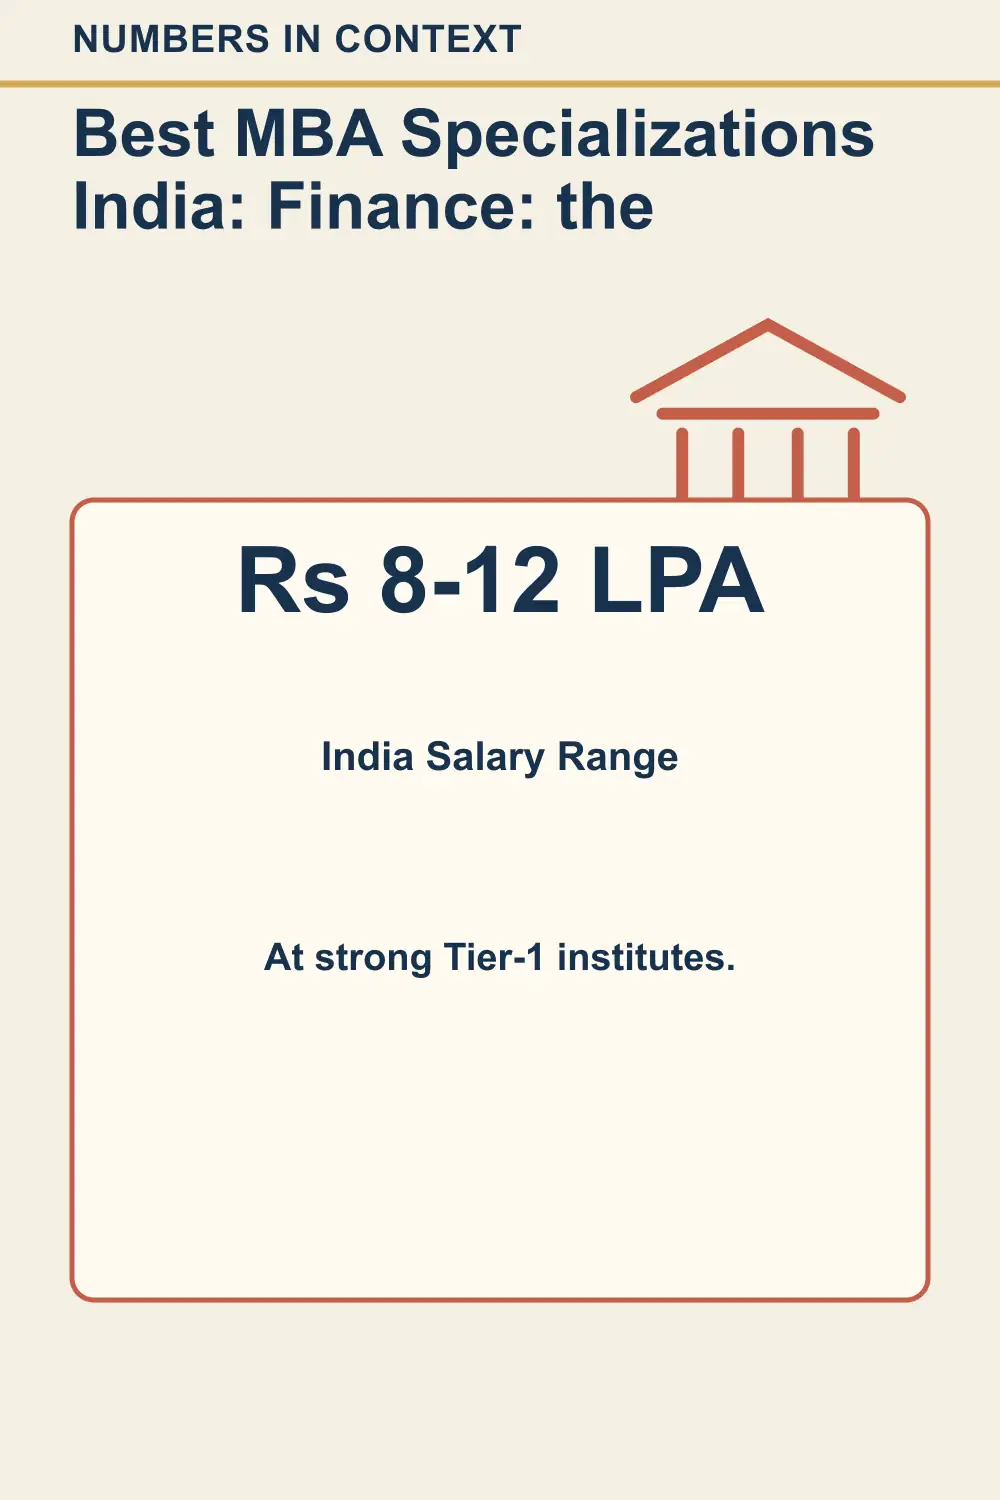 NUMBERS IN CONTEXT
Best MBA Specializations
India: Finance: the
Rs 8-12 LPA
India Salary Range
At strong Tier-1 institutes.